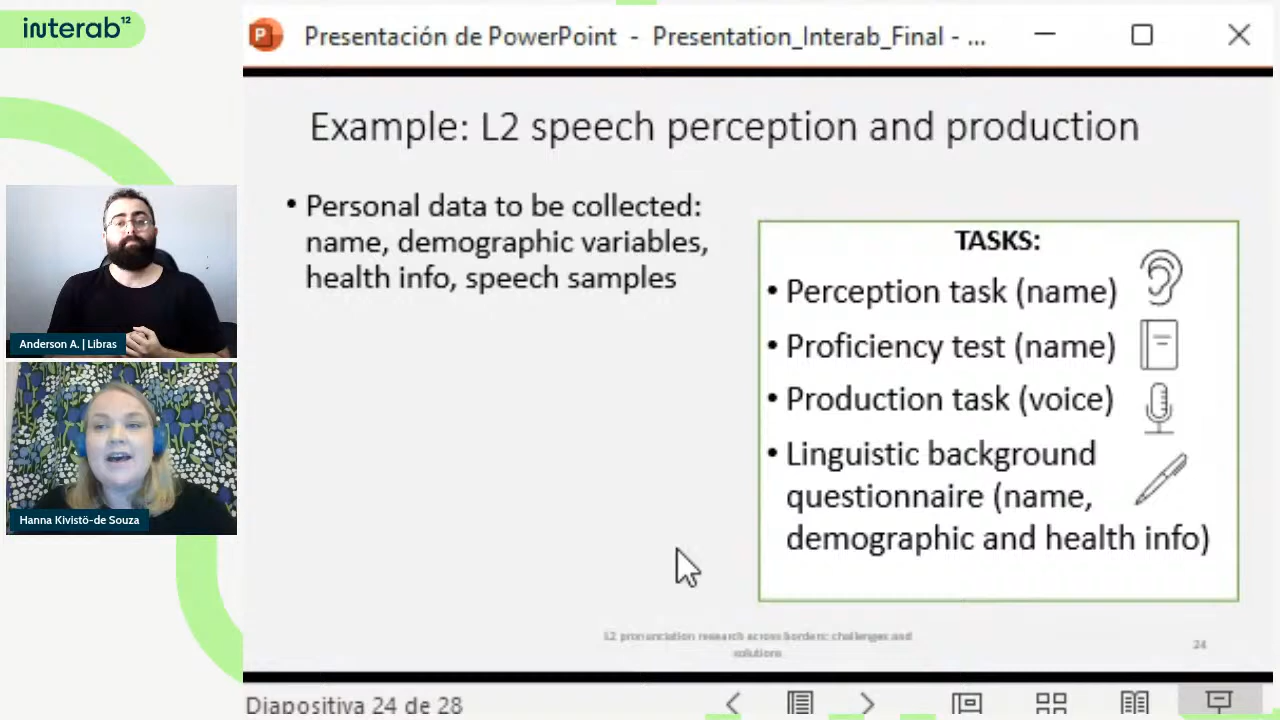 interab¹²
Presentación de PowerPoint - Presentation_Interab_Final - ...
Example: L2 speech perception and production
• Personal data to be collected:
name, demographic variables,
health info, speech samples
TASKS:
• Perception task (name)
• Proficiency test (name)
• Production task (voice)
• Linguistic background
questionnaire (name,
demographic and health info)
Anderson A. | Libras
Hanna Kivistö-de Souza
L2 pronunciation research across borders: challenges and
solutions
24
Diapositiva 24 de 28